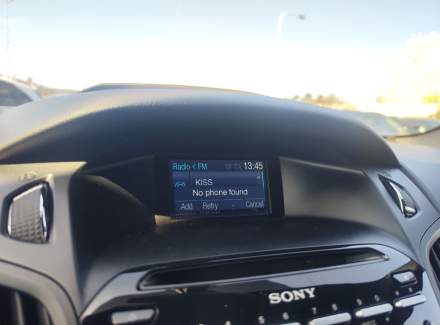 Radio < FM 13:45
KISS
No phone found
Add Retry - Cancel
SONY